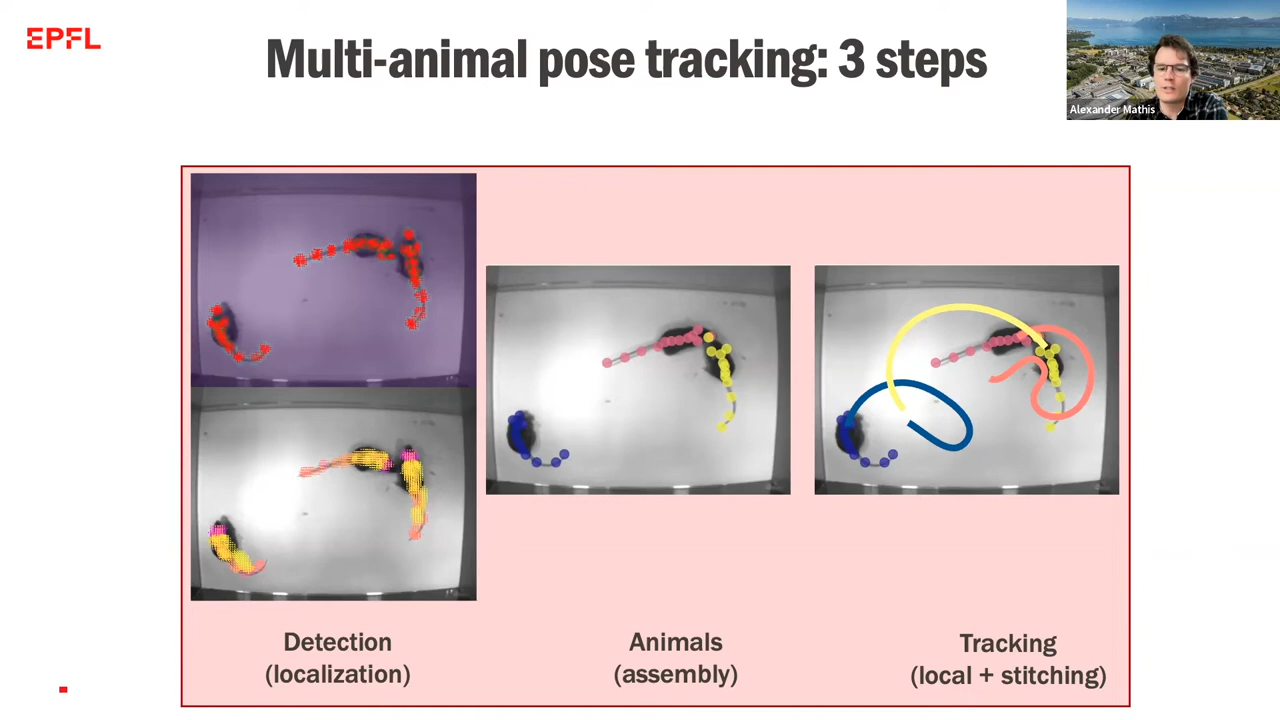 EPFL
Multi-animal pose tracking: 3 steps
Alexander Mathis
Detection
(localization)
Animals
(assembly)
Tracking
(local + stitching)